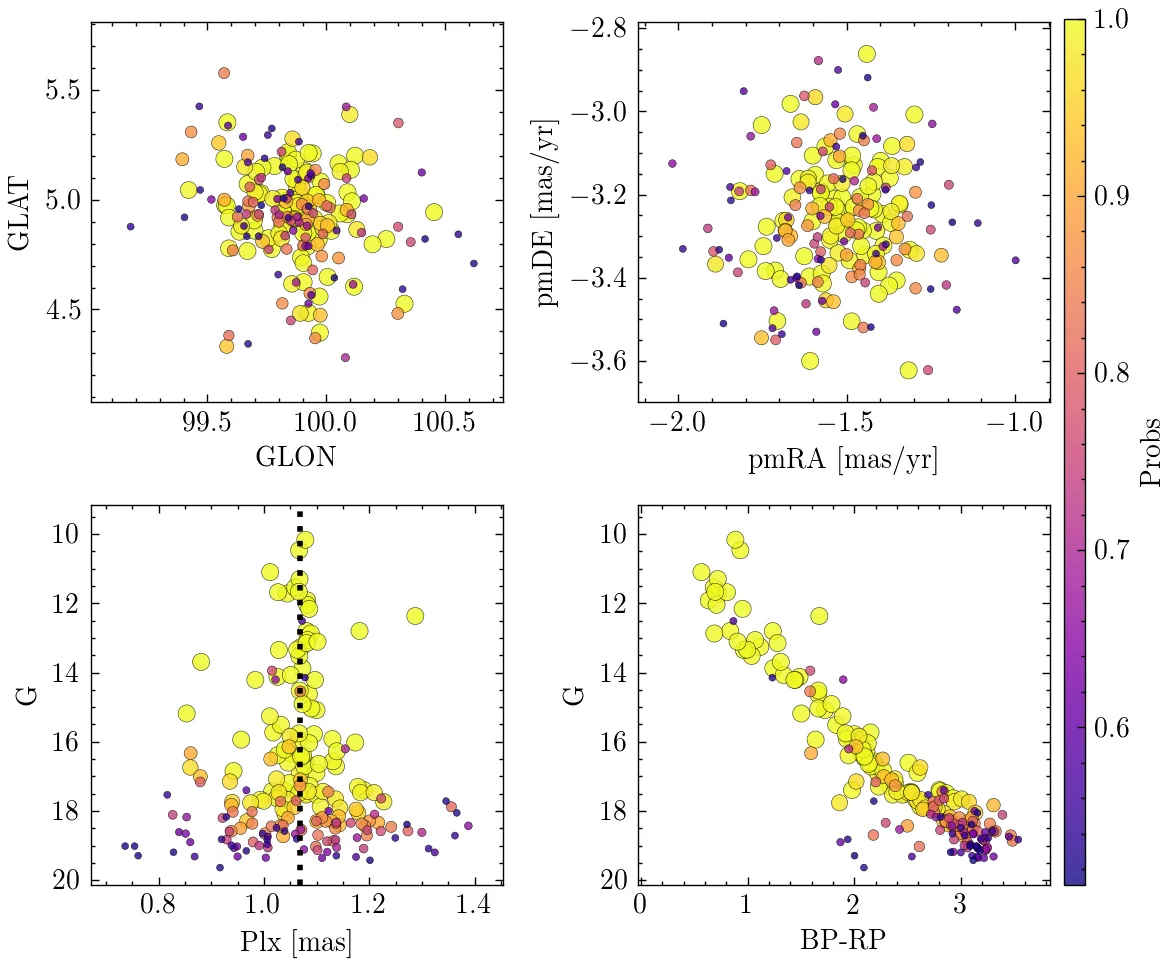 5.5
5.0
4.5
GLAT
99.5 100.0 100.5
GLON
−2.8
−3.0
−3.2
−3.4
−3.6
pmDE [mas/yr]
−2.0 −1.5 −1.0
pmRA [mas/yr]
10
12
14
16
18
20
G
0.8 1.0 1.2 1.4
Plx [mas]
10
12
14
16
18
20
G
0 1 2 3
BP-RP
1.0
0.9
0.8
0.7
0.6
Probs